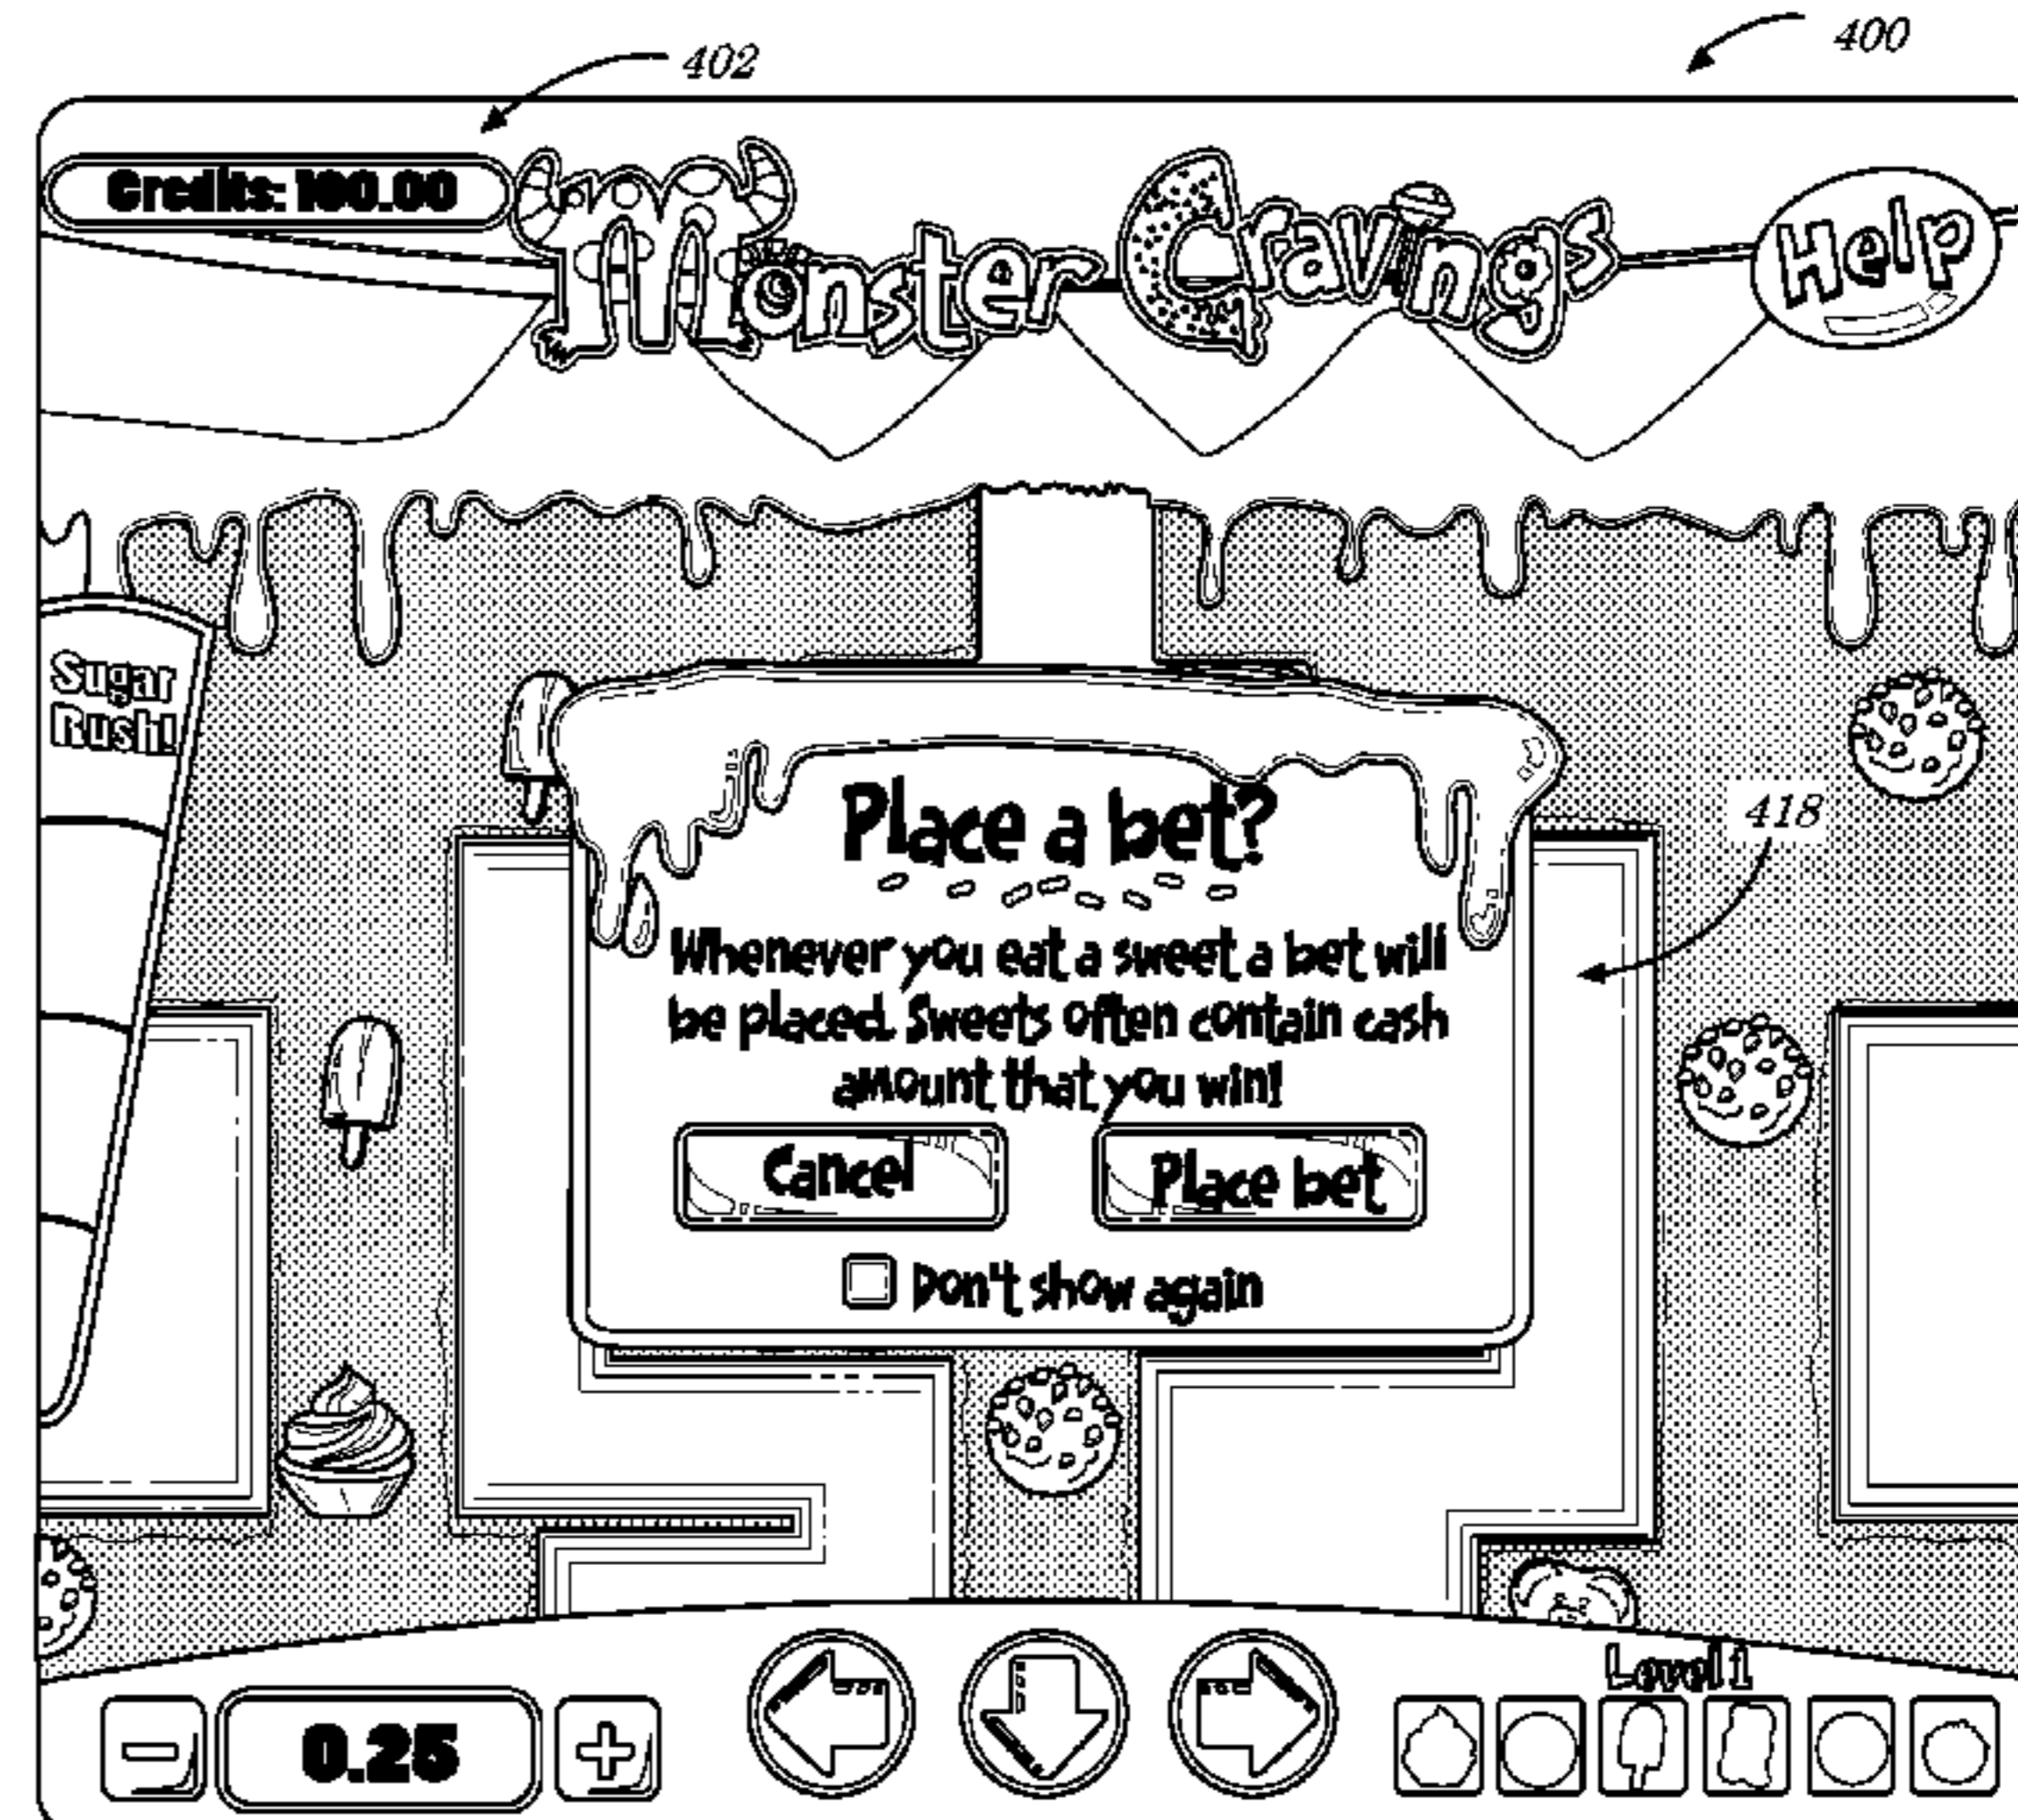 402
400
Credits: 100.00
Monster Cravings
Help
Sugar
Rush!
418
Place a bet?
Whenever you eat a sweet a bet will
be placed. Sweets often contain cash
amount that you win!
Cancel
Place bet
Don't show again
Level 1
0.25